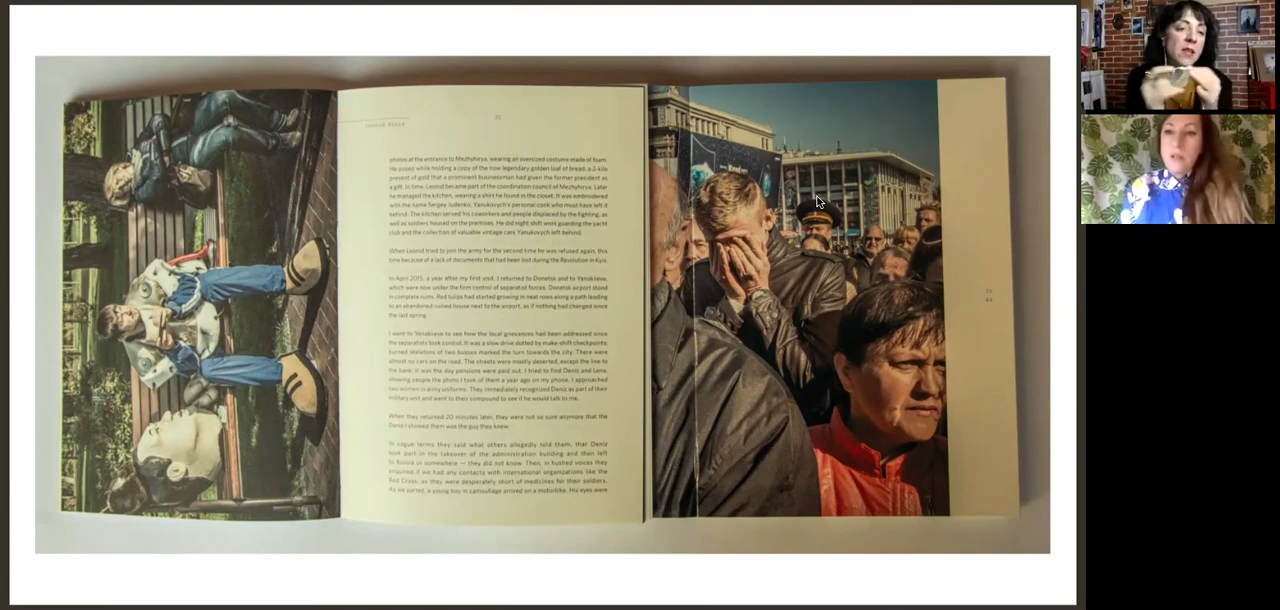 21
photos at the entrance to Mezhyhirya, wearing an oversized costume made of foam.
He posed while holding a copy of the now legendary golden loaf of bread, a 2-kilo
present of gold that a prominent businessman had given the former president as
a gift. In time, Leonid became part of the coordination council of Mezhyhirya. Later
he managed the kitchen, wearing a shirt he found in the closet. It was embroidered
with the name Sergey Judenko, Yanukovych's personal cook who must have left it
behind. The kitchen served his coworkers and people displaced by the fighting, as
well as soldiers housed on the premises. He did night shift work guarding the yacht
club and the collection of valuable vintage cars Yanukovych left behind.
When Leonid tried to join the army for the second time he was refused again, this
time because of a lack of documents that had been lost during the Revolution in Kyiv.
In April 2015, a year after my first visit, I returned to Donetsk and to Yenakiieve,
which were now under the firm control of separatist forces. Donetsk airport stood
in complete ruins. Red tulips had started growing in neat rows along a path leading
to an abandoned ruined house next to the airport, as if nothing had changed since
the last spring.
I went to Yenakiieve to see how the local grievances had been addressed since
the separatists took control. It was a slow drive dotted by make-shift checkpoints;
burned skeletons of two busses marked the turn towards the city. There were
almost no cars on the road. The streets were mostly deserted, except the line to
the bank: it was the day pensions were paid out. I tried to find Deniz and Lena,
showing people the photo I took of them a year ago on my phone. I approached
two women in army uniforms. They immediately recognized Deniz as part of their
military unit and went to their compound to see if he would talk to me.
When they returned 20 minutes later, they were not so sure anymore that the
Deniz I showed them was the guy they knew.
In vague terms they said what others allegedly told them, that Deniz
took part in the takeover of the administration building and then left
to Russia or somewhere — they did not know. Then, in hushed voices they
inquired if we had any contacts with international organizations like the
Red Cross, as they were desperately short of medicines for their soldiers.
As we waited, a young boy in camouflage arrived on a motorbike. His eyes were